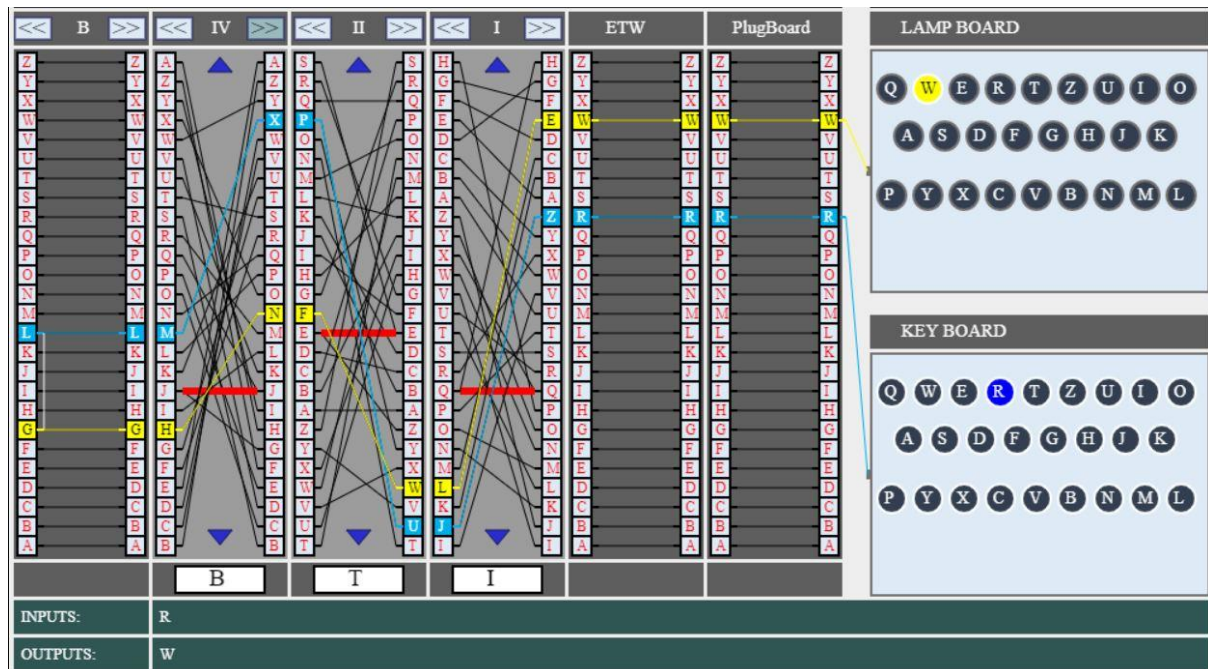 << B >> << IV >> << II >> << I >> ETW PlugBoard LAMP BOARD
Z Z A A S S H H Z Z Z Z
Y Y Z Z R R G G Y Y Y Y
X X Y Y Q Q F F X X X X
W W X X P P E E W W W W
V V W W O O D D V V V V
U U V V N N C C U U U U
T T U U M M B B T T T T
S S T T L L A A S S S S
R R S S K K Z Z R R R R
Q Q R R J J Y Y Q Q Q Q
P P Q Q I I X X P P P P
O O P P H H W W O O O O
N N O O G G V V N N N N
M M N N F F U U M M M M
L L M M E E T T L L L L
K K L L D D S S K K K K
J J K K C C R R J J J J
I I J J B B Q Q I I I I
H H I I A A P P H H H H
G G H H Z Z O O G G G G
F F G G Y Y N N F F F F
E E F F X X M M E E E E
D D E E W W L L D D D D
C C D D V V K K C C C C
B B C C U U J J B B B B
A A B B T T I I A A A A
B T I
Q W E R T Z U I O
A S D F G H J K
P Y X C V B N M L
KEY BOARD
Q W E R T Z U I O
A S D F G H J K
P Y X C V B N M L
INPUTS: R
OUTPUTS: W